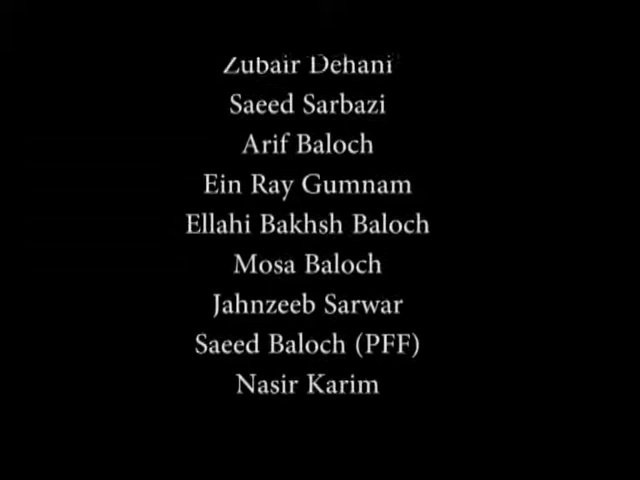 Zubair Dehani
Saeed Sarbazi
Arif Baloch
Ein Ray Gumnam
Ellahi Bakhsh Baloch
Mosa Baloch
Jahnzeeb Sarwar
Saeed Baloch (PFF)
Nasir Karim